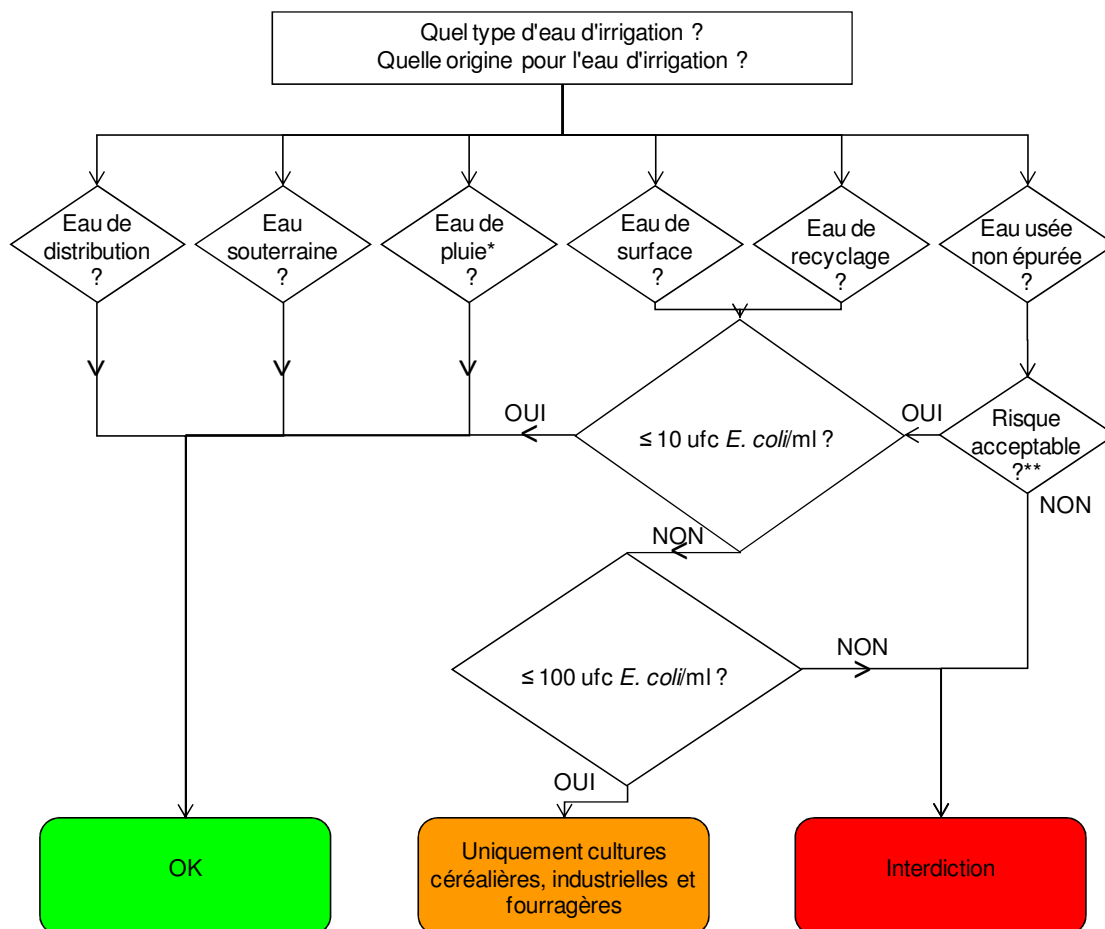 Quel type d'eau d'irrigation ?
Quelle origine pour l'eau d'irrigation ?
Eau de
distribution
?
Eau
souterraine
?
Eau de
pluie*
?
Eau de
surface
?
Eau de
recyclage
?
Eau usée
non épurée
?
OUI
≤ 10 ufc E. coli/ml ?
OUI
Risque
acceptable
?**
NON
NON
≤ 100 ufc E. coli/ml ?
NON
OUI
OK
Uniquement cultures
céréalières, industrielles et
fourragères
Interdiction